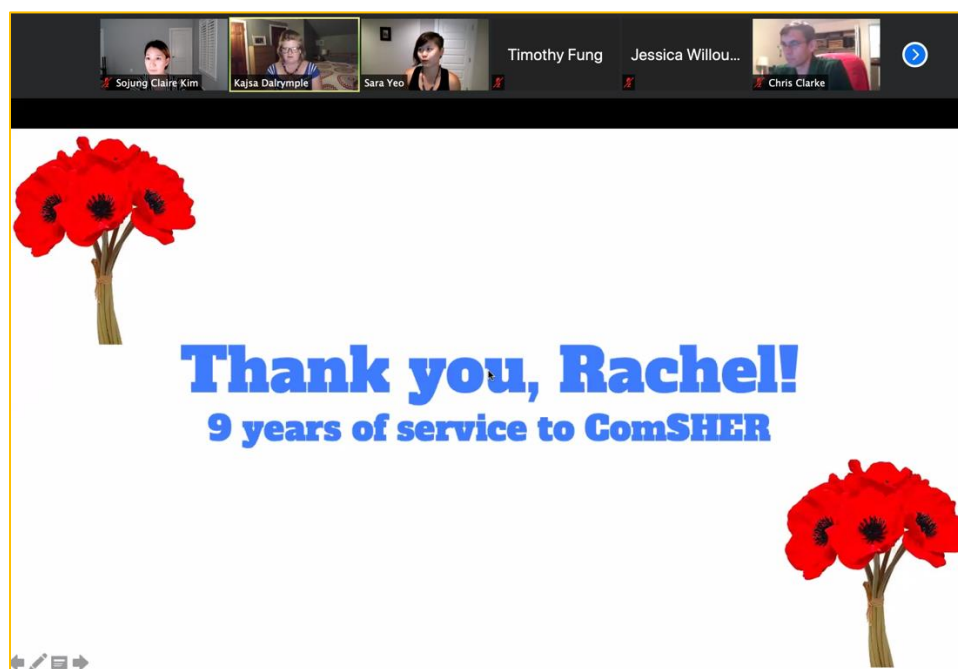 Sojung Claire Kim
Kajsa Dalrymple
Sara Yeo
Timothy Fung
Jessica Willou...
Chris Clarke
Thank you, Rachel!
9 years of service to ComSHER